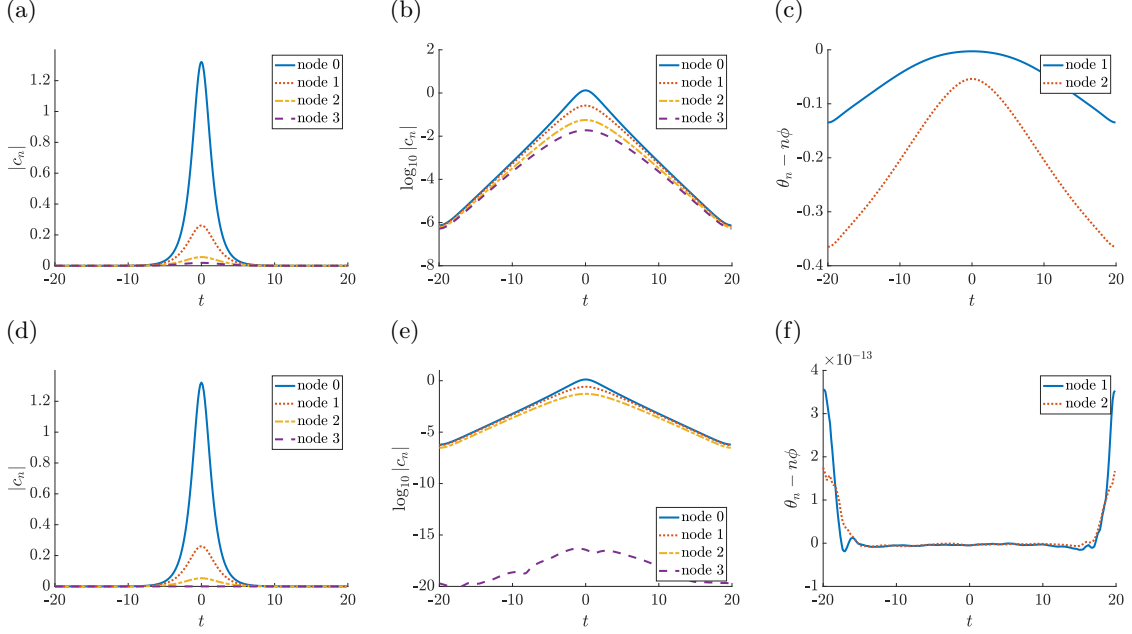 (a)
|c_n|
1.2
1
0.8
0.6
0.4
0.2
0
-20 -10 0 10 20
t
node 0
node 1
node 2
node 3
(b)
log₁₀ |c_n|
2
0
-2
-4
-6
-8
-20 -10 0 10 20
t
node 0
node 1
node 2
node 3
(c)
θ_n − nϕ
0
-0.1
-0.2
-0.3
-0.4
-20 -10 0 10 20
t
node 1
node 2
(d)
|c_n|
1.2
1
0.8
0.6
0.4
0.2
0
-20 -10 0 10 20
t
node 0
node 1
node 2
node 3
(e)
log₁₀ |c_n|
0
-5
-10
-15
-20
-20 -10 0 10 20
t
node 0
node 1
node 2
node 3
(f)
×10⁻¹³
θ_n − nϕ
4
3
2
1
0
-1
-20 -10 0 10 20
t
node 1
node 2